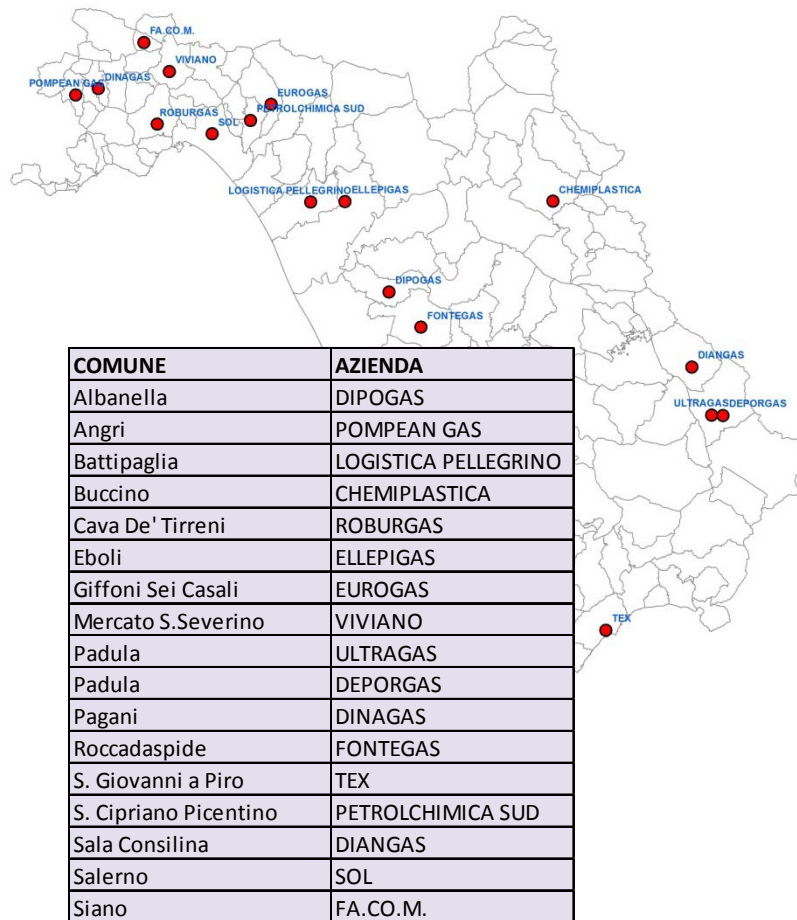 FA.CO.M.
VIVIANO
DINAGAS
POMPEAN GAS
EUROGAS
PETROLCHIMICA SUD
ROBURGAS
SOL
LOGISTICA PELLEGRINO
ELLEPIGAS
CHEMIPLASTICA
DIPOGAS
FONTEGAS
DIANGAS
ULTRAGAS
DEPORGAS
TEX
COMUNE AZIENDA
Albanella DIPOGAS
Angri POMPEAN GAS
Battipaglia LOGISTICA PELLEGRINO
Buccino CHEMIPLASTICA
Cava De' Tirreni ROBURGAS
Eboli ELLEPIGAS
Giffoni Sei Casali EUROGAS
Mercato S.Severino VIVIANO
Padula ULTRAGAS
Padula DEPORGAS
Pagani DINAGAS
Roccadaspide FONTEGAS
S. Giovanni a Piro TEX
S. Cipriano Picentino PETROLCHIMICA SUD
Sala Consilina DIANGAS
Salerno SOL
Siano FA.CO.M.